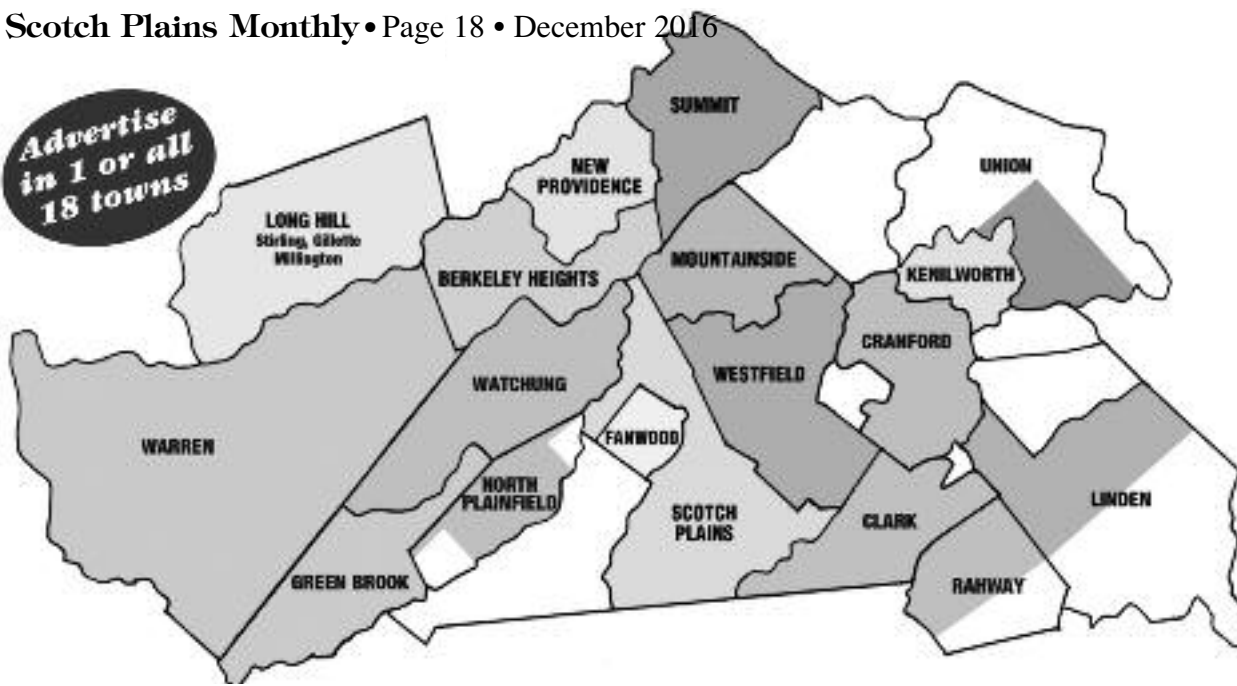 Scotch Plains Monthly • Page 18 • December 2016
Advertise
in 1 or all
18 towns
SUMMIT
NEW
PROVIDENCE
UNION
LONG HILL
Stirling, Gillette
Millington
BERKELEY HEIGHTS
MOUNTAINSIDE
KENILWORTH
CRANFORD
WATCHUNG
WESTFIELD
WARREN
FANWOOD
NORTH
PLAINFIELD
SCOTCH
PLAINS
CLARK
LINDEN
GREEN BROOK
RAHWAY